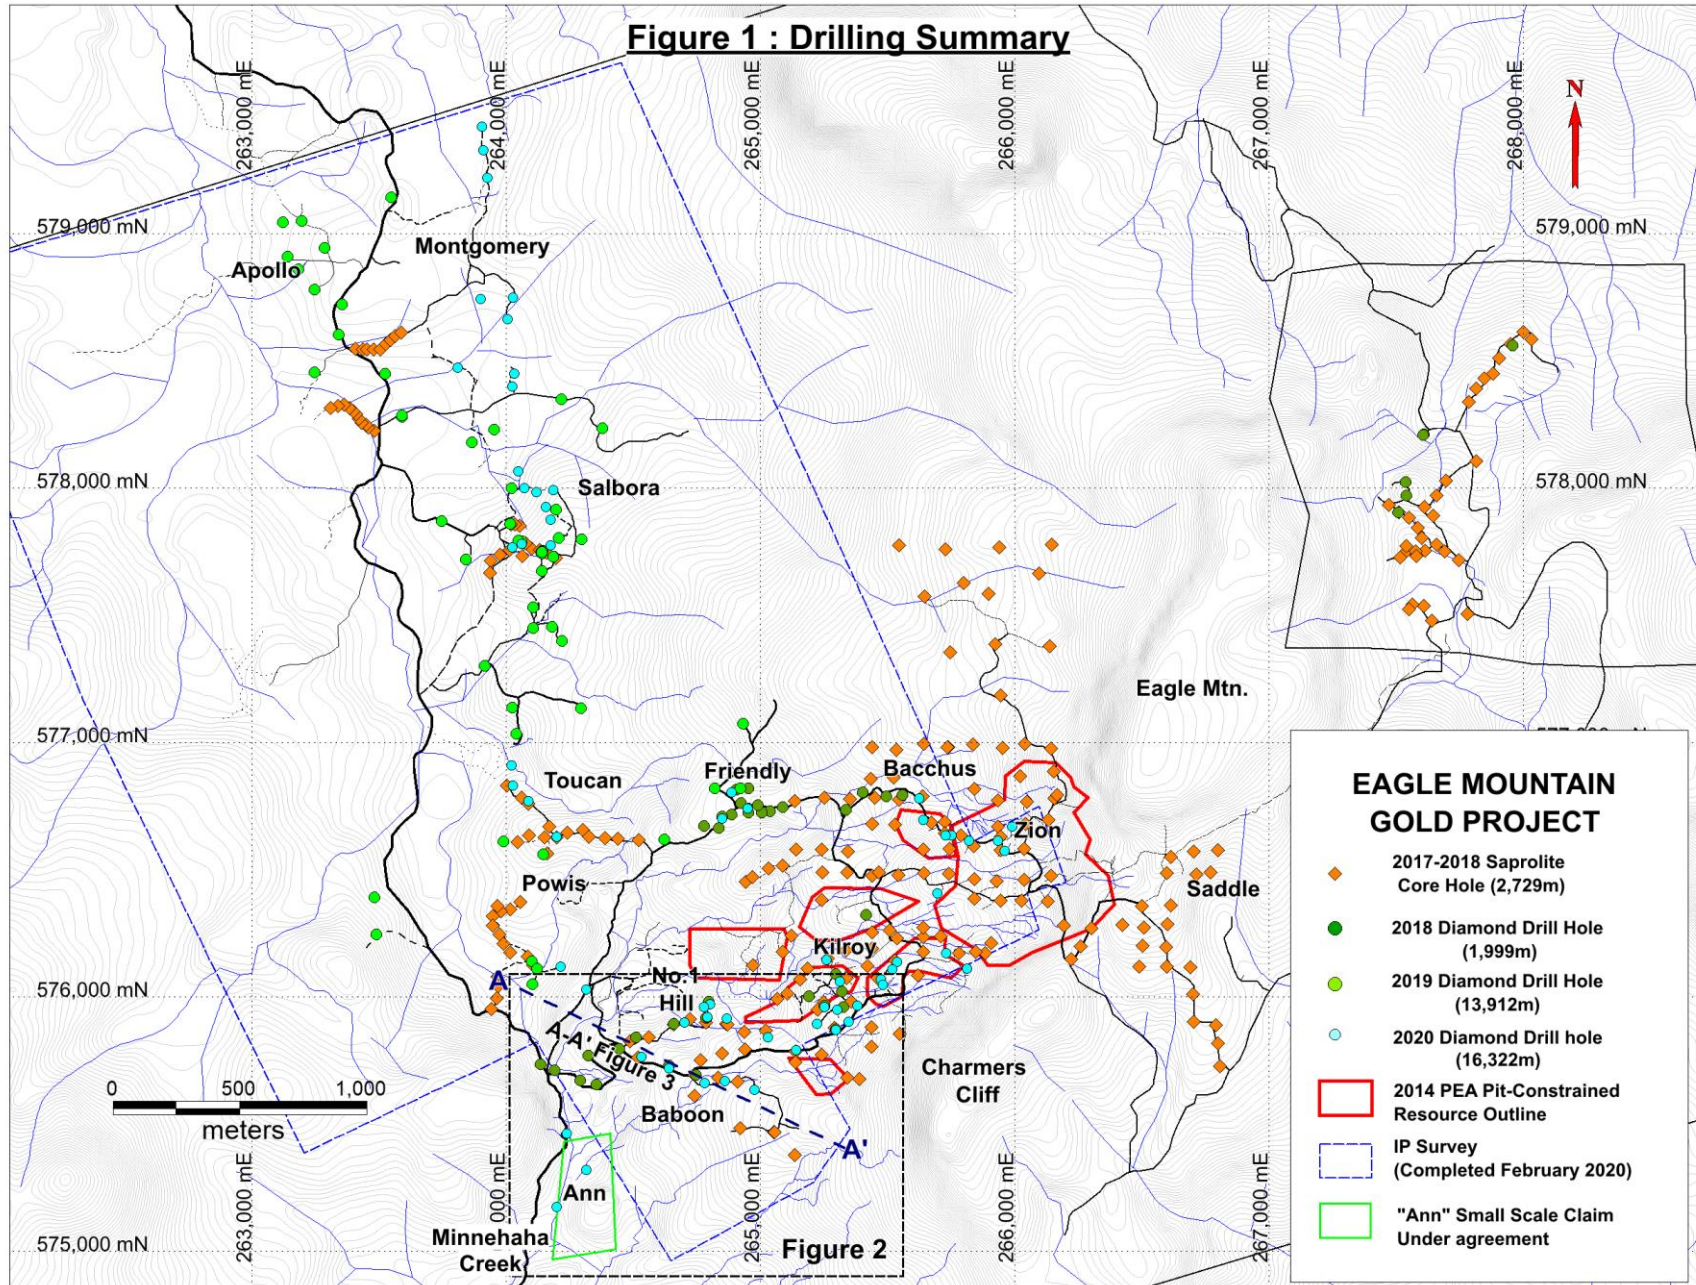 Figure 1 : Drilling Summary
263,000 mE
264,000 mE
265,000 mE
266,000 mE
267,000 mE
268,000 mE
N
579,000 mN
579,000 mN
Montgomery
Apollo
578,000 mN
Salbora
578,000 mN
Eagle Mtn.
577,000 mN
Toucan
Friendly
Bacchus
Zion
Powis
Saddle
Kilroy
No.1
Hill
576,000 mN
A
A-A' Figure 3
Charmers
Cliff
0 500 1,000
meters
Baboon
A'
Ann
Minnehaha
Creek
575,000 mN
Figure 2
263,000 mE
264,000 mE
265,000 mE
266,000 mE
267,000 mE
EAGLE MOUNTAIN
GOLD PROJECT
2017-2018 Saprolite
Core Hole (2,729m)
2018 Diamond Drill Hole
(1,999m)
2019 Diamond Drill Hole
(13,912m)
2020 Diamond Drill hole
(16,322m)
2014 PEA Pit-Constrained
Resource Outline
IP Survey
(Completed February 2020)
"Ann" Small Scale Claim
Under agreement